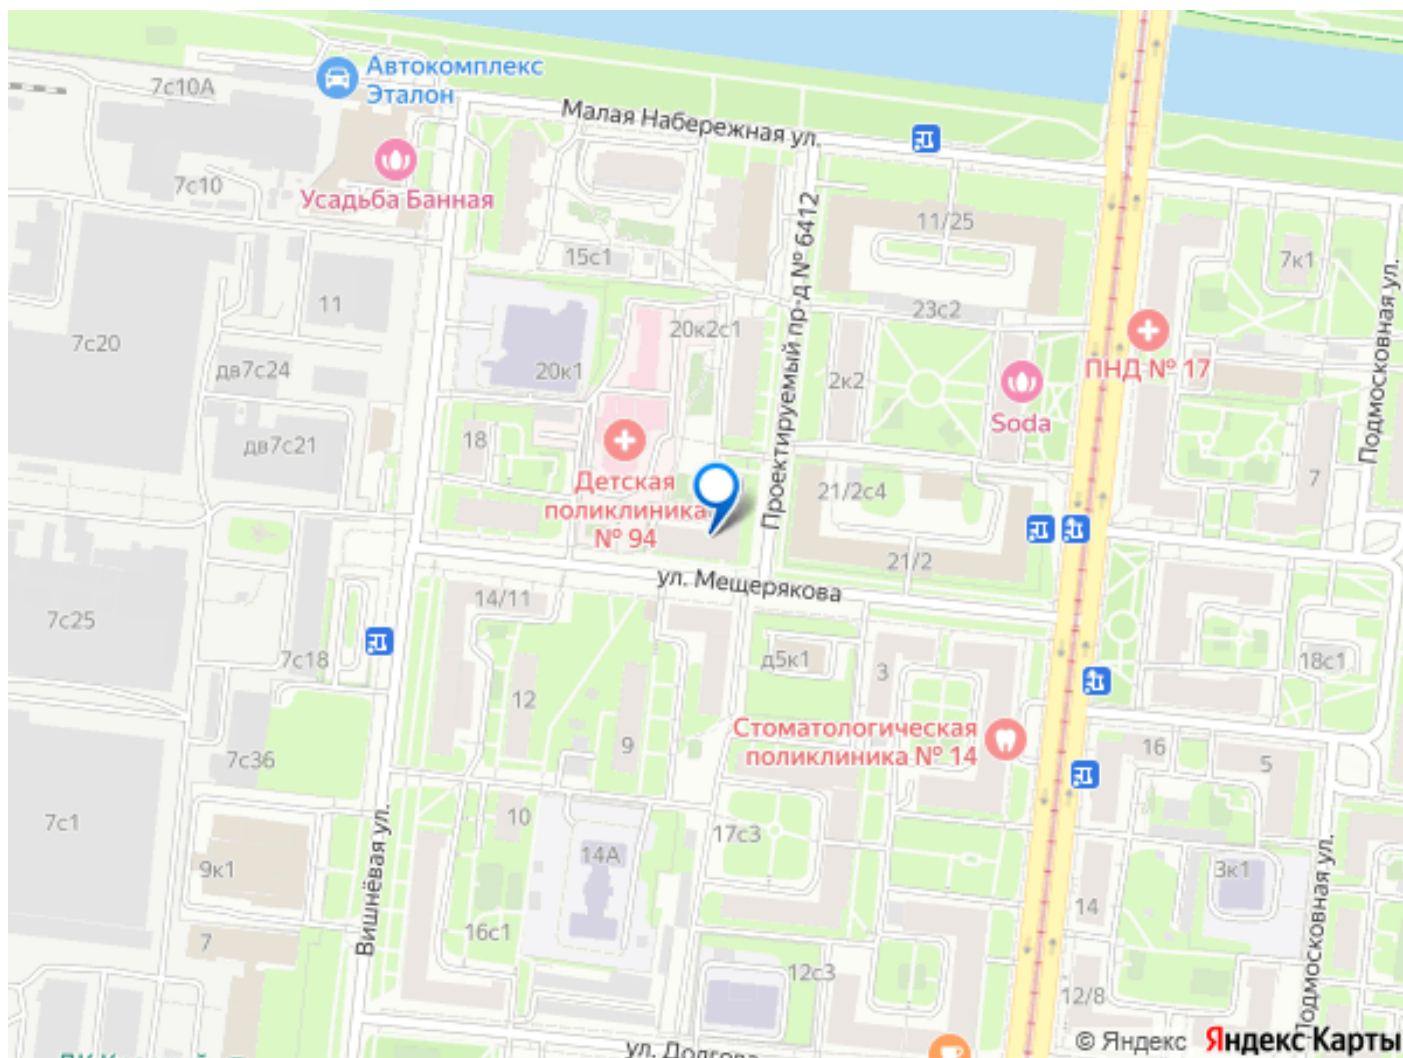 Автокомплекс
Эталон
7с10А
Малая Набережная ул.
7с10
Усадьба Банная
11/25
Проектируемый пр-д № 6412
15с1
7к1
Подмосковная ул.
11
23с2
20к2с1
7с20
ПНД № 17
дв7с24
20к1
2к2
Soda
18
дв7с21
7
Детская
поликлиника
№ 94
21/2с4
21/2
ул. Мещерякова
14/11
7с25
7с18
д5к1
3
18с1
12
9
Стоматологическая
поликлиника № 14
16
5
7с36
10
7с1
17с3
14А
9к1
3к1
Вишнёвая ул.
Подмосковная ул.
14
7
16с1
12с3
12/8
ул. Долгова
© Яндекс
Яндекс Карты